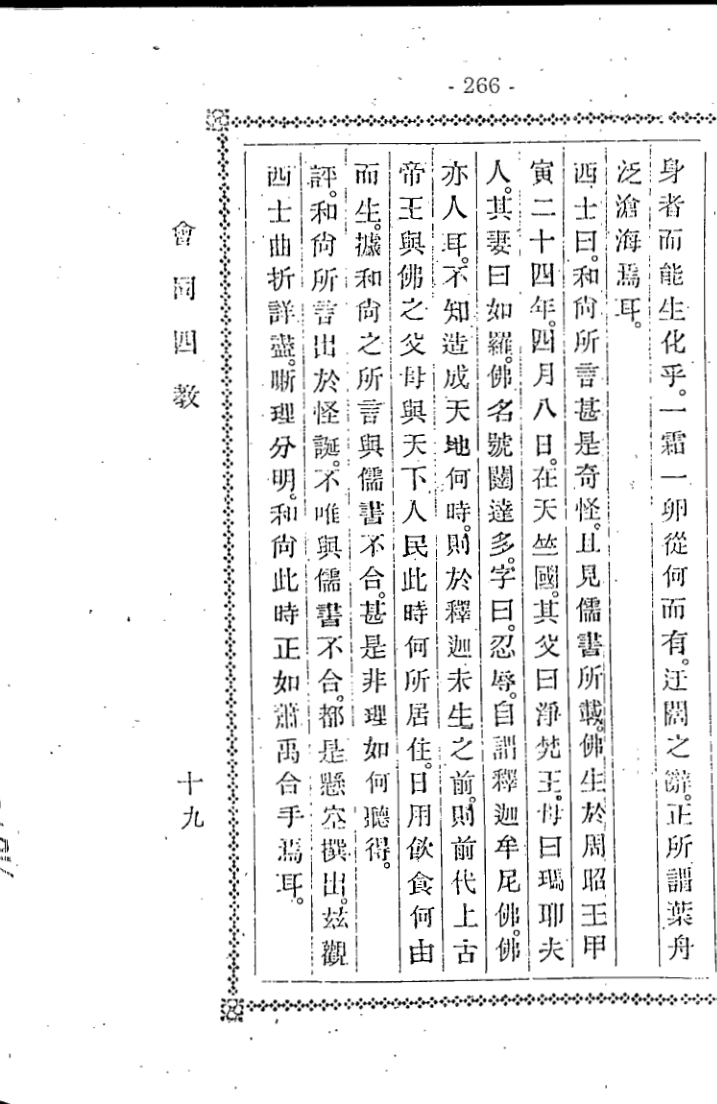 - 266 -
身者而能生化乎。一霜一卵從何而有。迂闊之辭。正所謂葉舟
泛滄海焉耳。
西士曰。和尙所言甚是奇怪。且見儒書所載。佛生於周昭王甲
寅二十四年。四月八日。在天竺國。其父曰淨梵王。母曰瑪耶夫
人。其妻曰如羅。佛名號闥達多。字曰。忍辱。自謂釋迦牟尼佛。佛
亦人耳。不知造成天地何時。則於釋迦未生之前。則前代上古
帝王與佛之父母與天下人民此時何所居住。日用飲食何由
而生。據和尙之所言與儒書不合。甚是非理如何聽得。
評。和尙所言出於怪誕。不唯與儒書不合。都是懸空撰出。玆觀
西士曲折詳盡。晣理分明。和尙此時正如蕭禹合手焉耳。
會同四教
十九